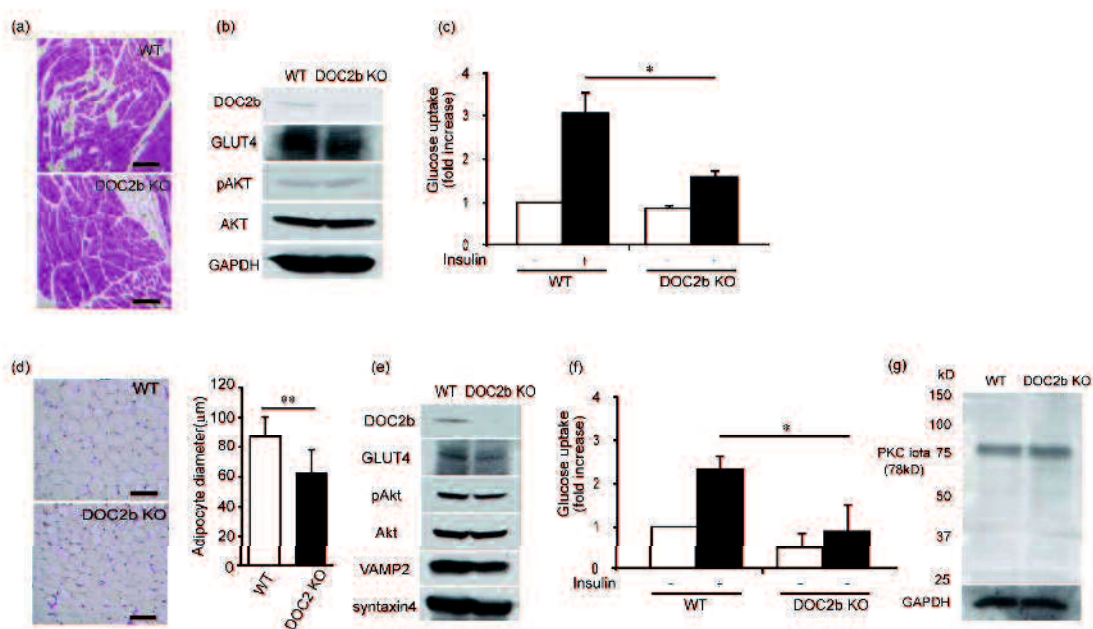 (a)
WT
DOC2b KO
(b)
WT DOC2b KO
DOC2b
GLUT4
pAKT
AKT
GAPDH
(c)
Glucose uptake
(fold increase)
4
3
2
1
0
*
Insulin - + - -
WT DOC2b KO
(d)
WT
DOC2b KO
Adipocyte diameter(µm)
120
100
80
60
40
20
0
**
WT
DOC2 KO
(e)
WT DOC2b KO
DOC2b
GLUT4
pAkt
Akt
VAMP2
syntaxin4
(f)
Glucose uptake
(fold increase)
4
2
1
0
*
Insulin - - - -
WT DOC2b KO
(g)
kD WT DOC2b KO
150
100
PKC iota 75
(78kD)
50
37
25
GAPDH